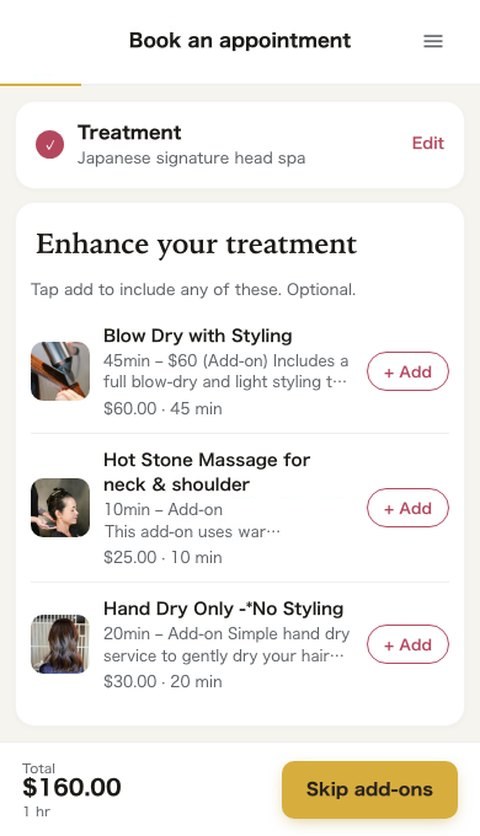 Book an appointment
✓
Treatment
Japanese signature head spa
Edit
Enhance your treatment
Tap add to include any of these. Optional.
Blow Dry with Styling
45min – $60 (Add-on) Includes a
full blow-dry and light styling t···
$60.00 · 45 min
+ Add
Hot Stone Massage for
neck & shoulder
10min – Add-on
This add-on uses war···
$25.00 · 10 min
+ Add
Hand Dry Only -*No Styling
20min – Add-on Simple hand dry
service to gently dry your hair···
$30.00 · 20 min
+ Add
Total
$160.00
1 hr
Skip add-ons